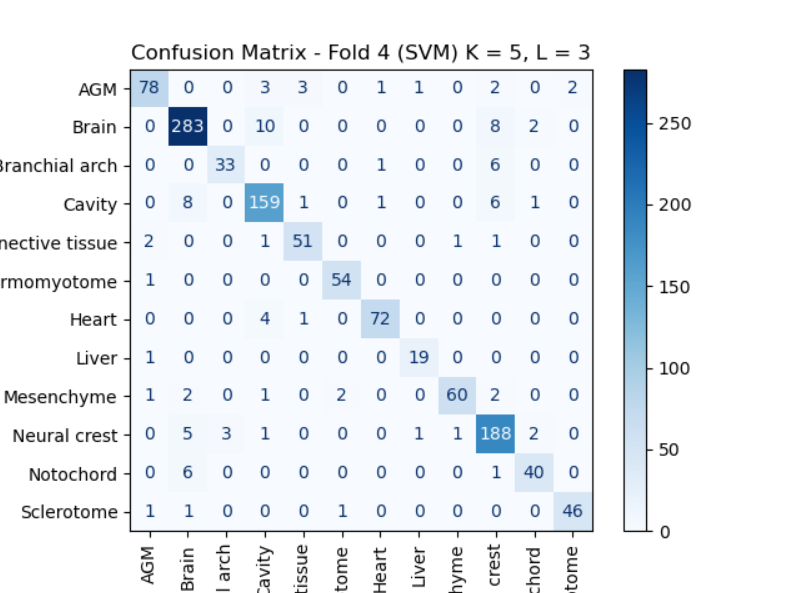 Confusion Matrix - Fold 4 (SVM) K = 5, L = 3
AGM 78 0 0 3 3 0 1 1 0 2 0 2
Brain 0 283 0 10 0 0 0 0 0 8 2 0
Branchial arch 0 0 33 0 0 0 1 0 0 6 0 0
Cavity 0 8 0 159 1 0 1 0 0 6 1 0
nective tissue 2 0 0 1 51 0 0 0 1 1 0 0
rmomyotome 1 0 0 0 0 54 0 0 0 0 0 0
Heart 0 0 0 4 1 0 72 0 0 0 0 0
Liver 1 0 0 0 0 0 0 19 0 0 0 0
Mesenchyme 1 2 0 1 0 2 0 0 60 2 0 0
Neural crest 0 5 3 1 0 0 0 1 1 188 2 0
Notochord 0 6 0 0 0 0 0 0 0 1 40 0
Sclerotome 1 1 0 0 0 1 0 0 0 0 0 46
AGM
Brain
l arch
Cavity
tissue
tome
Heart
Liver
hyme
crest
chord
tome
250
200
150
100
50
0